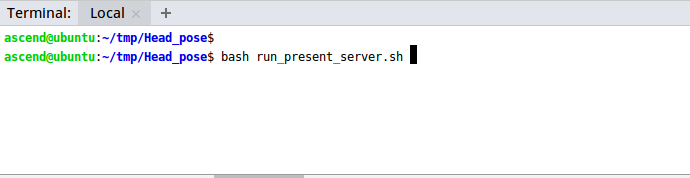 Terminal: Local × +
ascend@ubuntu:~/tmp/Head_pose$
ascend@ubuntu:~/tmp/Head_pose$ bash run_present_server.sh